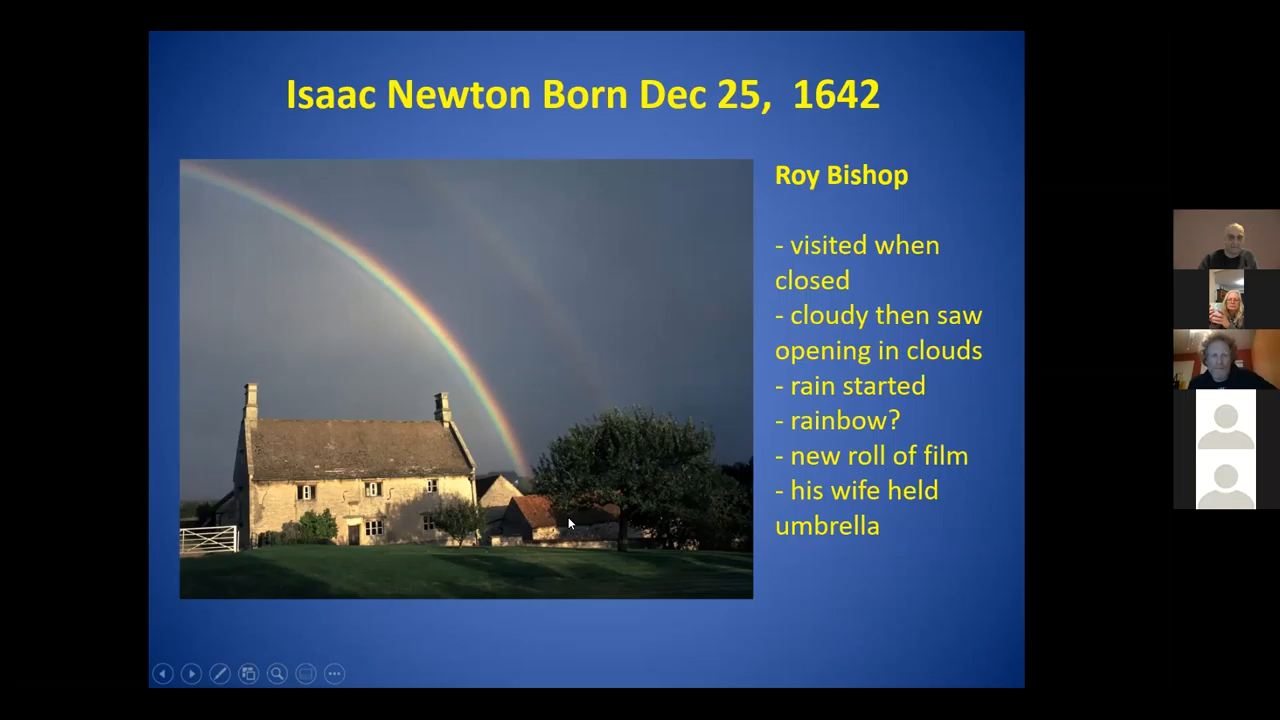 Isaac Newton Born Dec 25, 1642
Roy Bishop
- visited when
closed
- cloudy then saw
opening in clouds
- rain started
- rainbow?
- new roll of film
- his wife held
umbrella